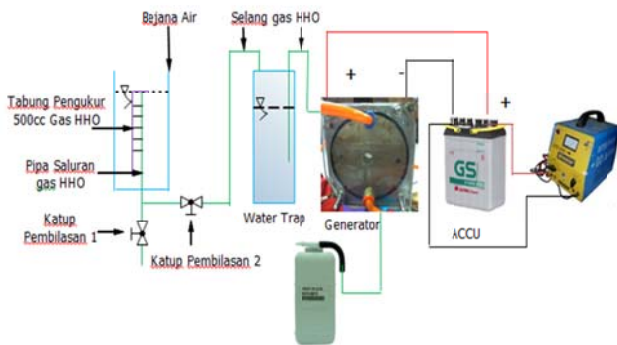 Bejana Air
Selang gas HHO
Tabung Pengukur
500cc Gas HHO
Pipa Saluran
gas HHO
Katup
Pembilasan 1
Katup Pembilasan 2
Water Trap
+
-
Generator
+
GS
ACCU